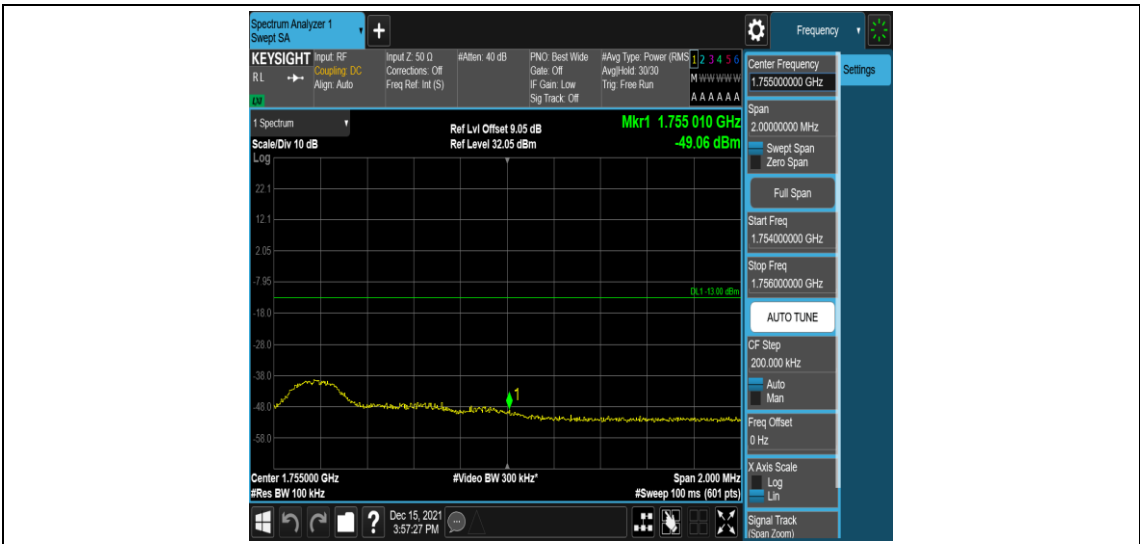 Spectrum Analyzer 1
Swept SA
+
Frequency
KEYSIGHT
RL
LXI
Input: RF
Coupling: DC
Align: Auto
Input Z: 50 Ω
Corrections: Off
Freq Ref: Int (S)
#Atten: 40 dB
PNO: Best Wide
Gate: Off
IF Gain: Low
Sig Track: Off
#Avg Type: Power (RMS
Avg|Hold: 30/30
Trig: Free Run
1 2 3 4 5 6
M W W W W W
A A A A A A
1 Spectrum
Scale/Div 10 dB
Log
Ref Lvl Offset 9.05 dB
Ref Level 32.05 dBm
Mkr1 1.755 010 GHz
-49.06 dBm
22.1
12.1
2.05
-7.95
DL1 -13.00 dBm
-18.0
-28.0
-38.0
1
-48.0
-58.0
Center 1.755000 GHz
#Res BW 100 kHz
#Video BW 300 kHz*
Span 2.000 MHz
#Sweep 100 ms (601 pts)
Center Frequency
1.755000000 GHz
Settings
Span
2.00000000 MHz
Swept Span
Zero Span
Full Span
Start Freq
1.754000000 GHz
Stop Freq
1.756000000 GHz
AUTO TUNE
CF Step
200.000 kHz
Auto
Man
Freq Offset
0 Hz
X Axis Scale
Log
Lin
Signal Track
(Span Zoom)
?
Dec 15, 2021
3:57:27 PM